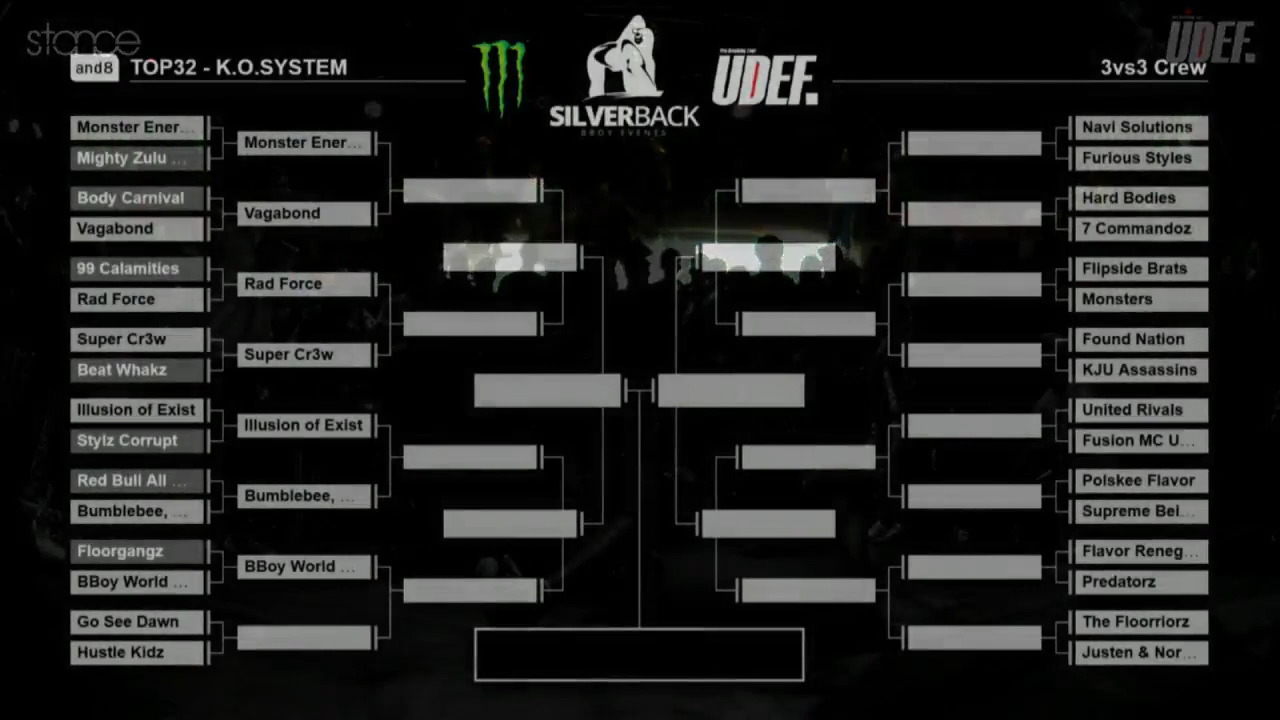 stance
UDEF.
and8
TOP32 - K.O.SYSTEM
SILVERBACK
BBOY EVENTS
UDEF.
3vs3 Crew
Monster Ener...
Mighty Zulu ...
Body Carnival
Vagabond
99 Calamities
Rad Force
Super Cr3w
Beat Whakz
Illusion of Exist
Stylz Corrupt
Red Bull All ...
Bumblebee, ...
Floorgangz
BBoy World ...
Go See Dawn
Hustle Kidz
Monster Ener...
Vagabond
Rad Force
Super Cr3w
Illusion of Exist
Bumblebee, ...
BBoy World ...
Navi Solutions
Furious Styles
Hard Bodies
7 Commandoz
Flipside Brats
Monsters
Found Nation
KJU Assassins
United Rivals
Fusion MC U...
Polskee Flavor
Supreme Bei...
Flavor Reneg...
Predatorz
The Floorriorz
Justen & Nor...